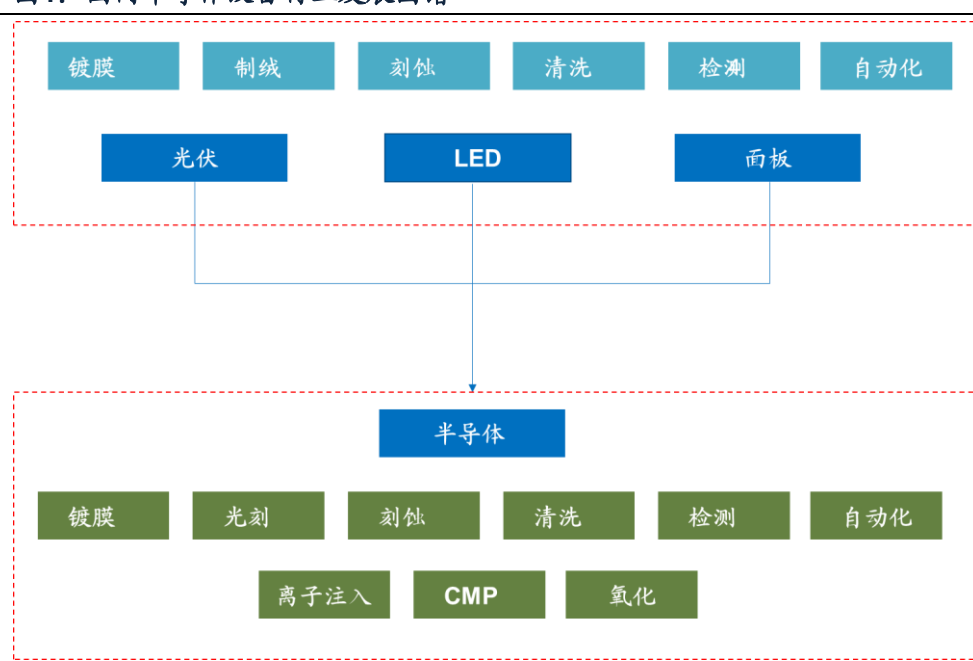 镀膜 制绒 刻蚀 清洗 检测 自动化
光伏 LED 面板
半导体
镀膜 光刻 刻蚀 清洗 检测 自动化
离子注入 CMP 氧化